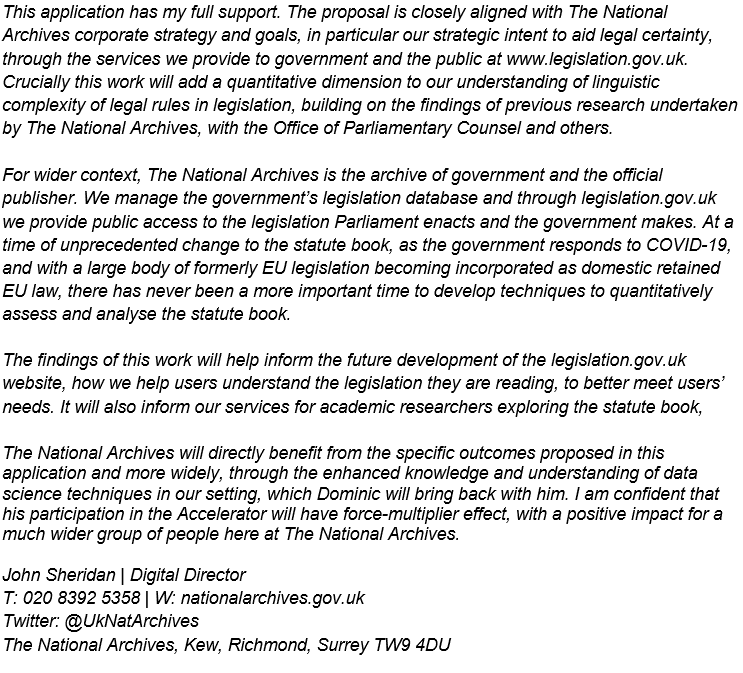 This application has my full support. The proposal is closely aligned with The National
Archives corporate strategy and goals, in particular our strategic intent to aid legal certainty,
through the services we provide to government and the public at www.legislation.gov.uk.
Crucially this work will add a quantitative dimension to our understanding of linguistic
complexity of legal rules in legislation, building on the findings of previous research undertaken
by The National Archives, with the Office of Parliamentary Counsel and others.
For wider context, The National Archives is the archive of government and the official
publisher. We manage the government's legislation database and through legislation.gov.uk
we provide public access to the legislation Parliament enacts and the government makes. At a
time of unprecedented change to the statute book, as the government responds to COVID-19,
and with a large body of formerly EU legislation becoming incorporated as domestic retained
EU law, there has never been a more important time to develop techniques to quantitatively
assess and analyse the statute book.
The findings of this work will help inform the future development of the legislation.gov.uk
website, how we help users understand the legislation they are reading, to better meet users'
needs. It will also inform our services for academic researchers exploring the statute book,
The National Archives will directly benefit from the specific outcomes proposed in this
application and more widely, through the enhanced knowledge and understanding of data
science techniques in our setting, which Dominic will bring back with him. I am confident that
his participation in the Accelerator will have force-multiplier effect, with a positive impact for a
much wider group of people here at The National Archives.
John Sheridan | Digital Director
T: 020 8392 5358 | W: nationalarchives.gov.uk
Twitter: @UkNatArchives
The National Archives, Kew, Richmond, Surrey TW9 4DU